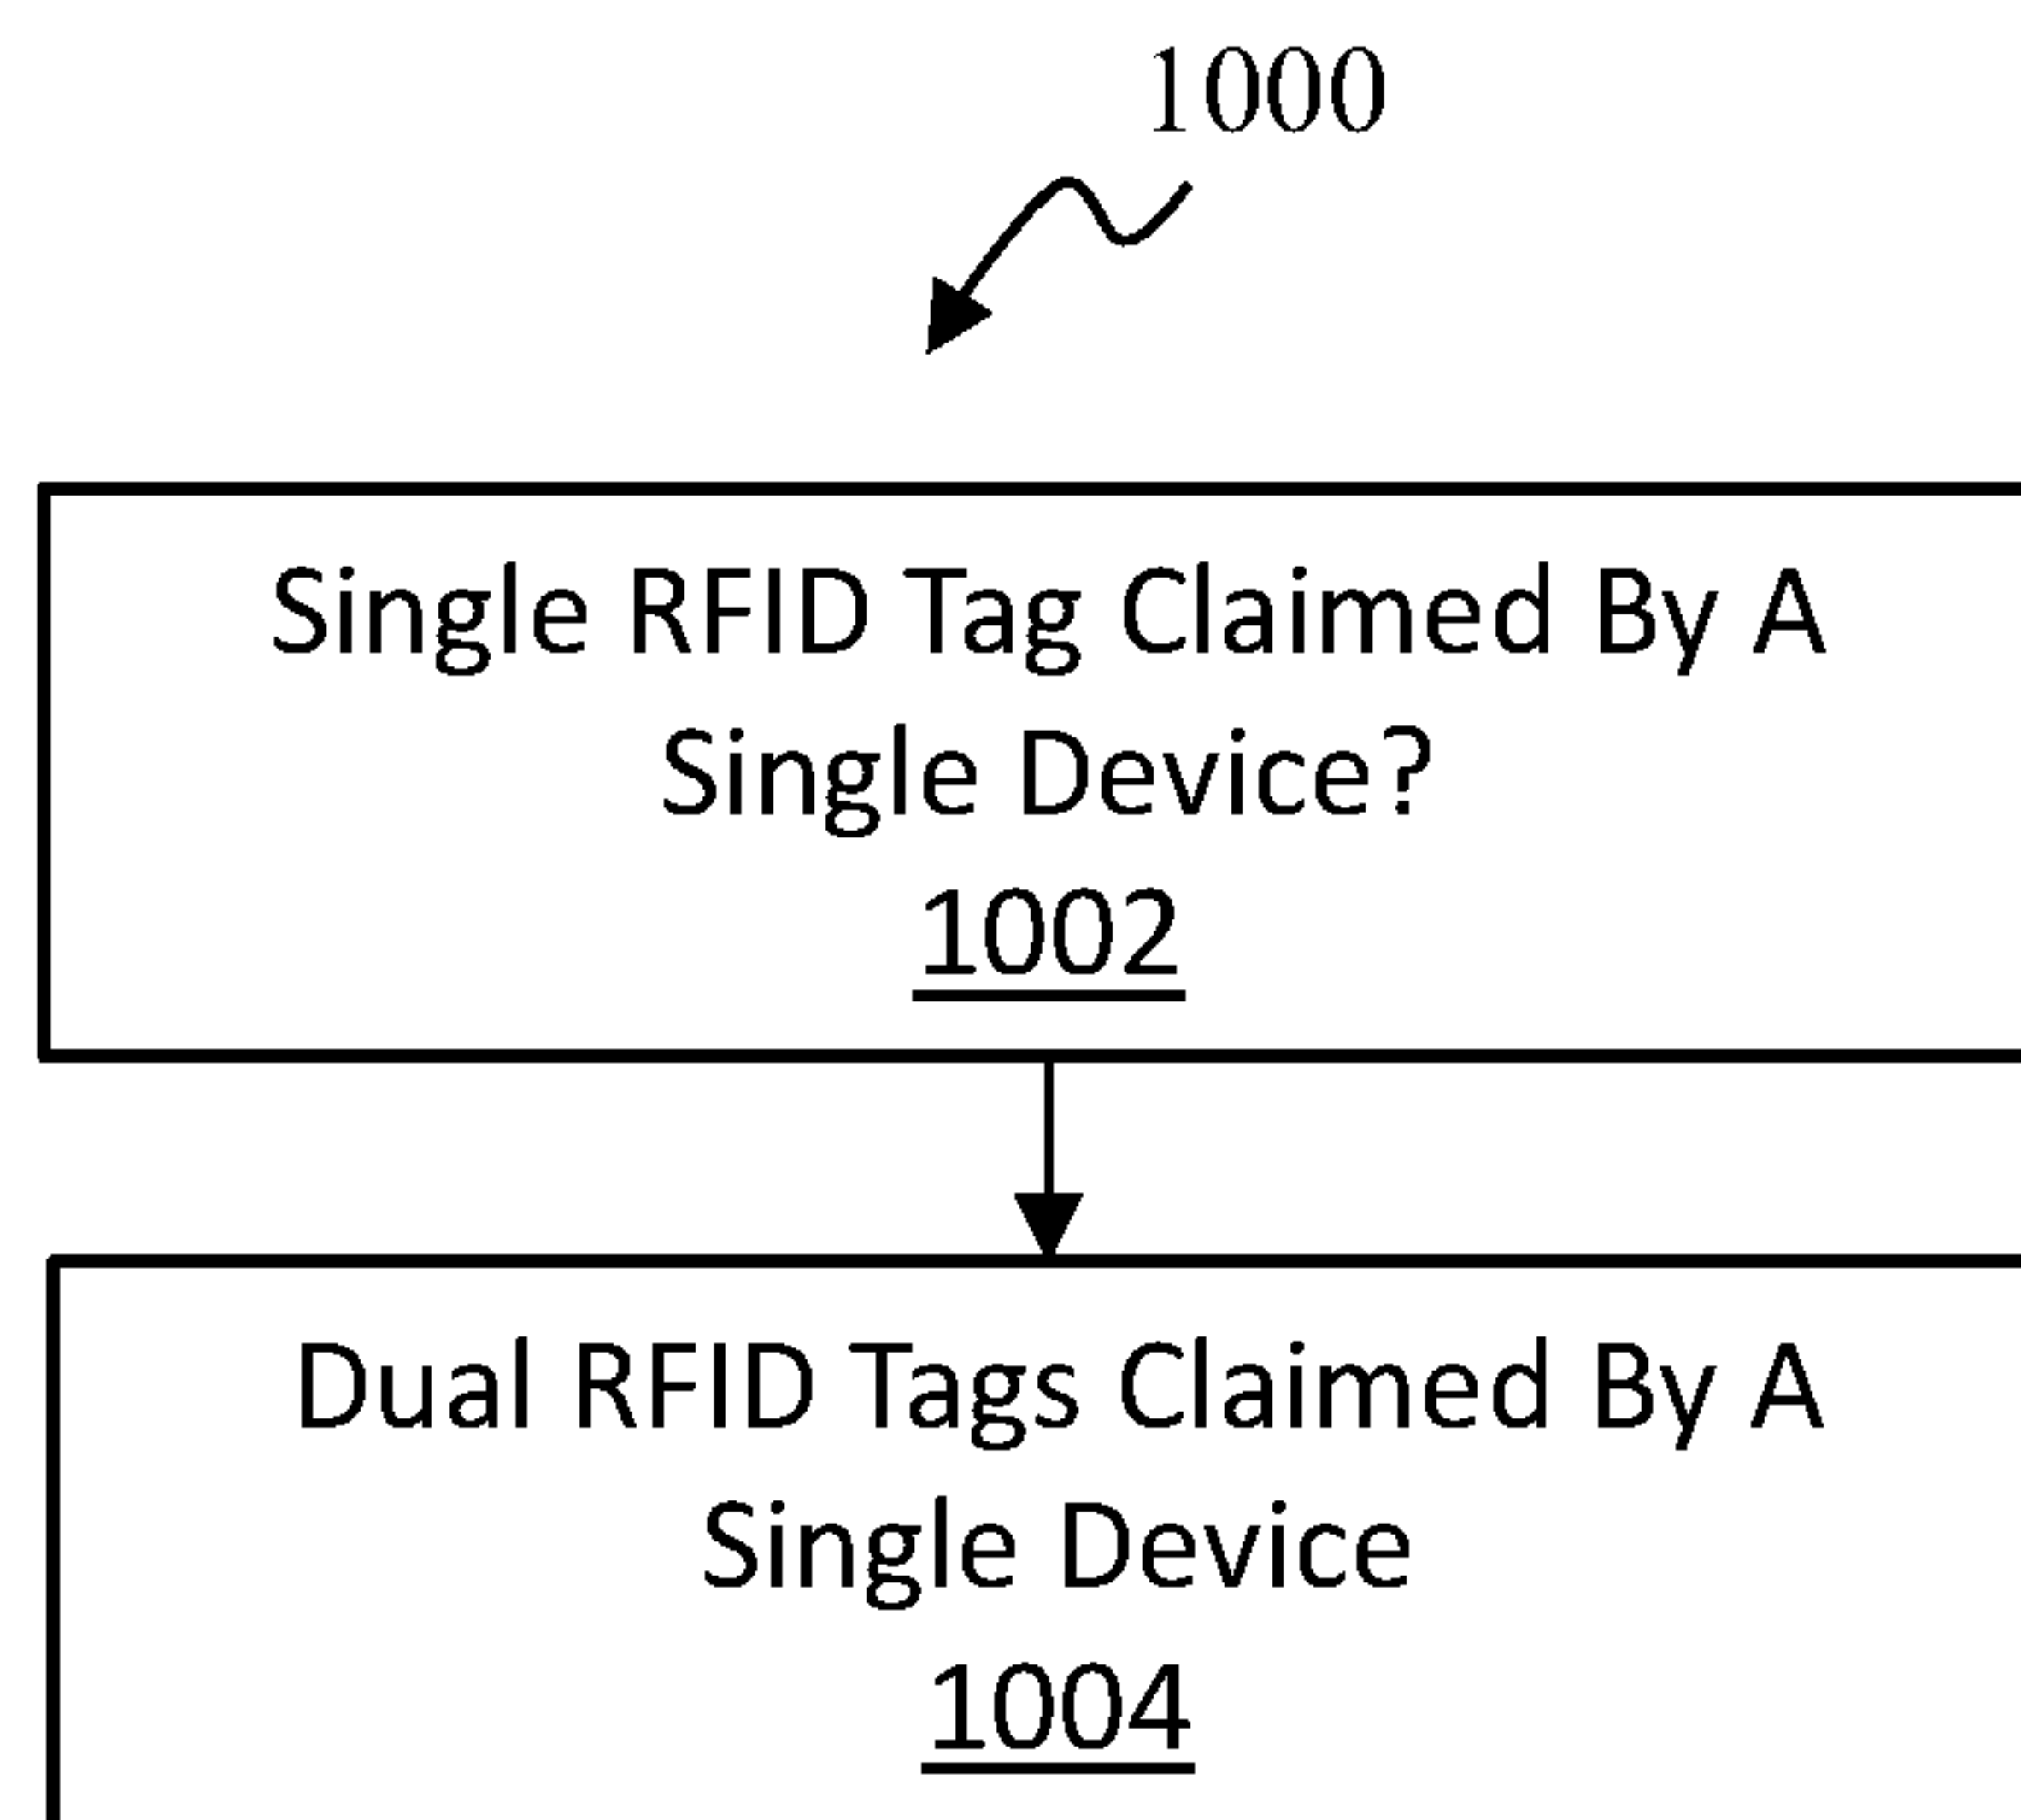 1000
Single RFID Tag Claimed By A
Single Device?
1002
Dual RFID Tags Claimed By A
Single Device
1004